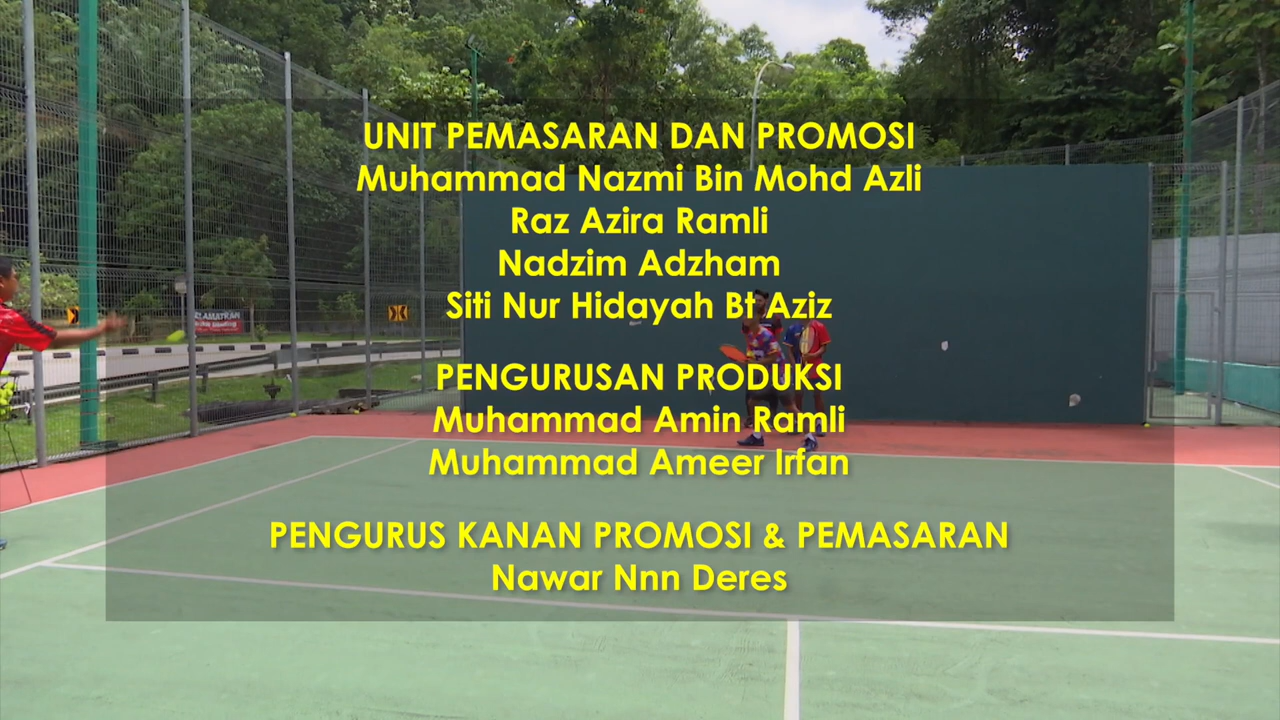 UNIT PEMASARAN DAN PROMOSI
Muhammad Nazmi Bin Mohd Azli
Raz Azira Ramli
Nadzim Adzham
Siti Nur Hidayah Bt Aziz
PENGURUSAN PRODUKSI
Muhammad Amin Ramli
Muhammad Ameer Irfan
PENGURUS KANAN PROMOSI & PEMASARAN
Nawar Nnn Deres